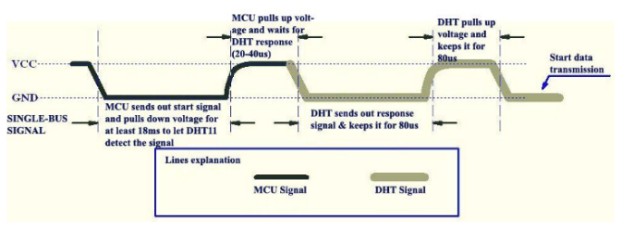 MCU pulls up volt-
age and waits for
DHT response
(20-40us)
DHT pulls up
voltage and
keeps it for
80us
Start data
transmission
VCC
GND
SINGLE-BUS
SIGNAL
MCU sends out start signal
and pulls down voltage for
at least 18ms to let DHT11
detect the signal
DHT sends out response
signal & keeps it for 80us
Lines explanation
MCU Signal
DHT Signal